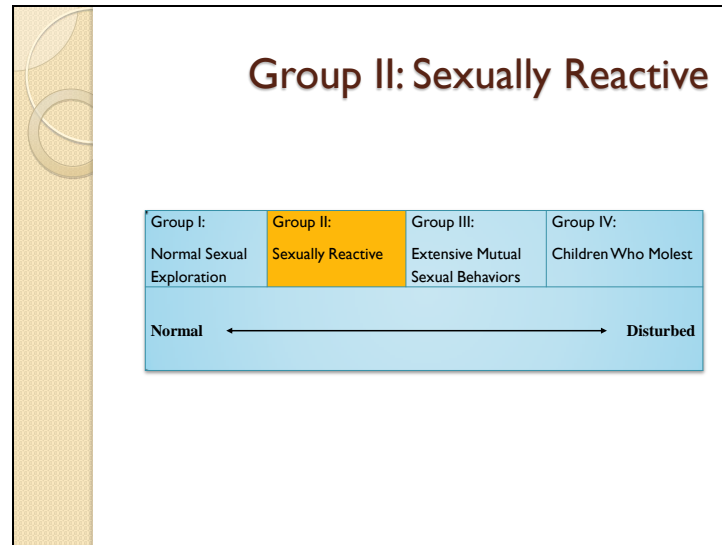 Group II: Sexually Reactive
Group I:
Normal Sexual
Exploration
Group II:
Sexually Reactive
Group III:
Extensive Mutual
Sexual Behaviors
Group IV:
Children Who Molest
Normal
Disturbed